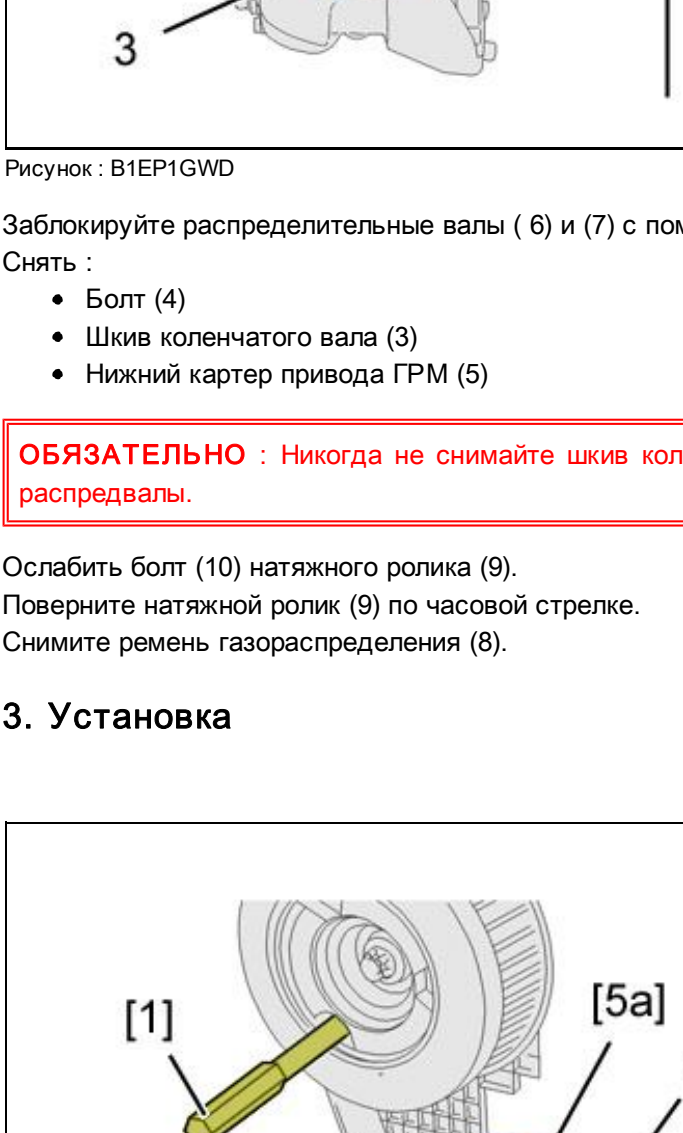 3
Рисунок : B1EP1GWD
Заблокируйте распределительные валы ( 6) и (7) с
Снять :
• Болт (4)
• Шкив коленчатого вала (3)
• Нижний картер привода ГРМ (5)
ОБЯЗАТЕЛЬНО : Никогда не снимайте шкив
распредвалы.
Ослабить болт (10) натяжного ролика (9).
Поверните натяжной ролик (9) по часовой стрелке.
Снимите ремень газораспределения (8).
3. Установка
[5a]
[1]